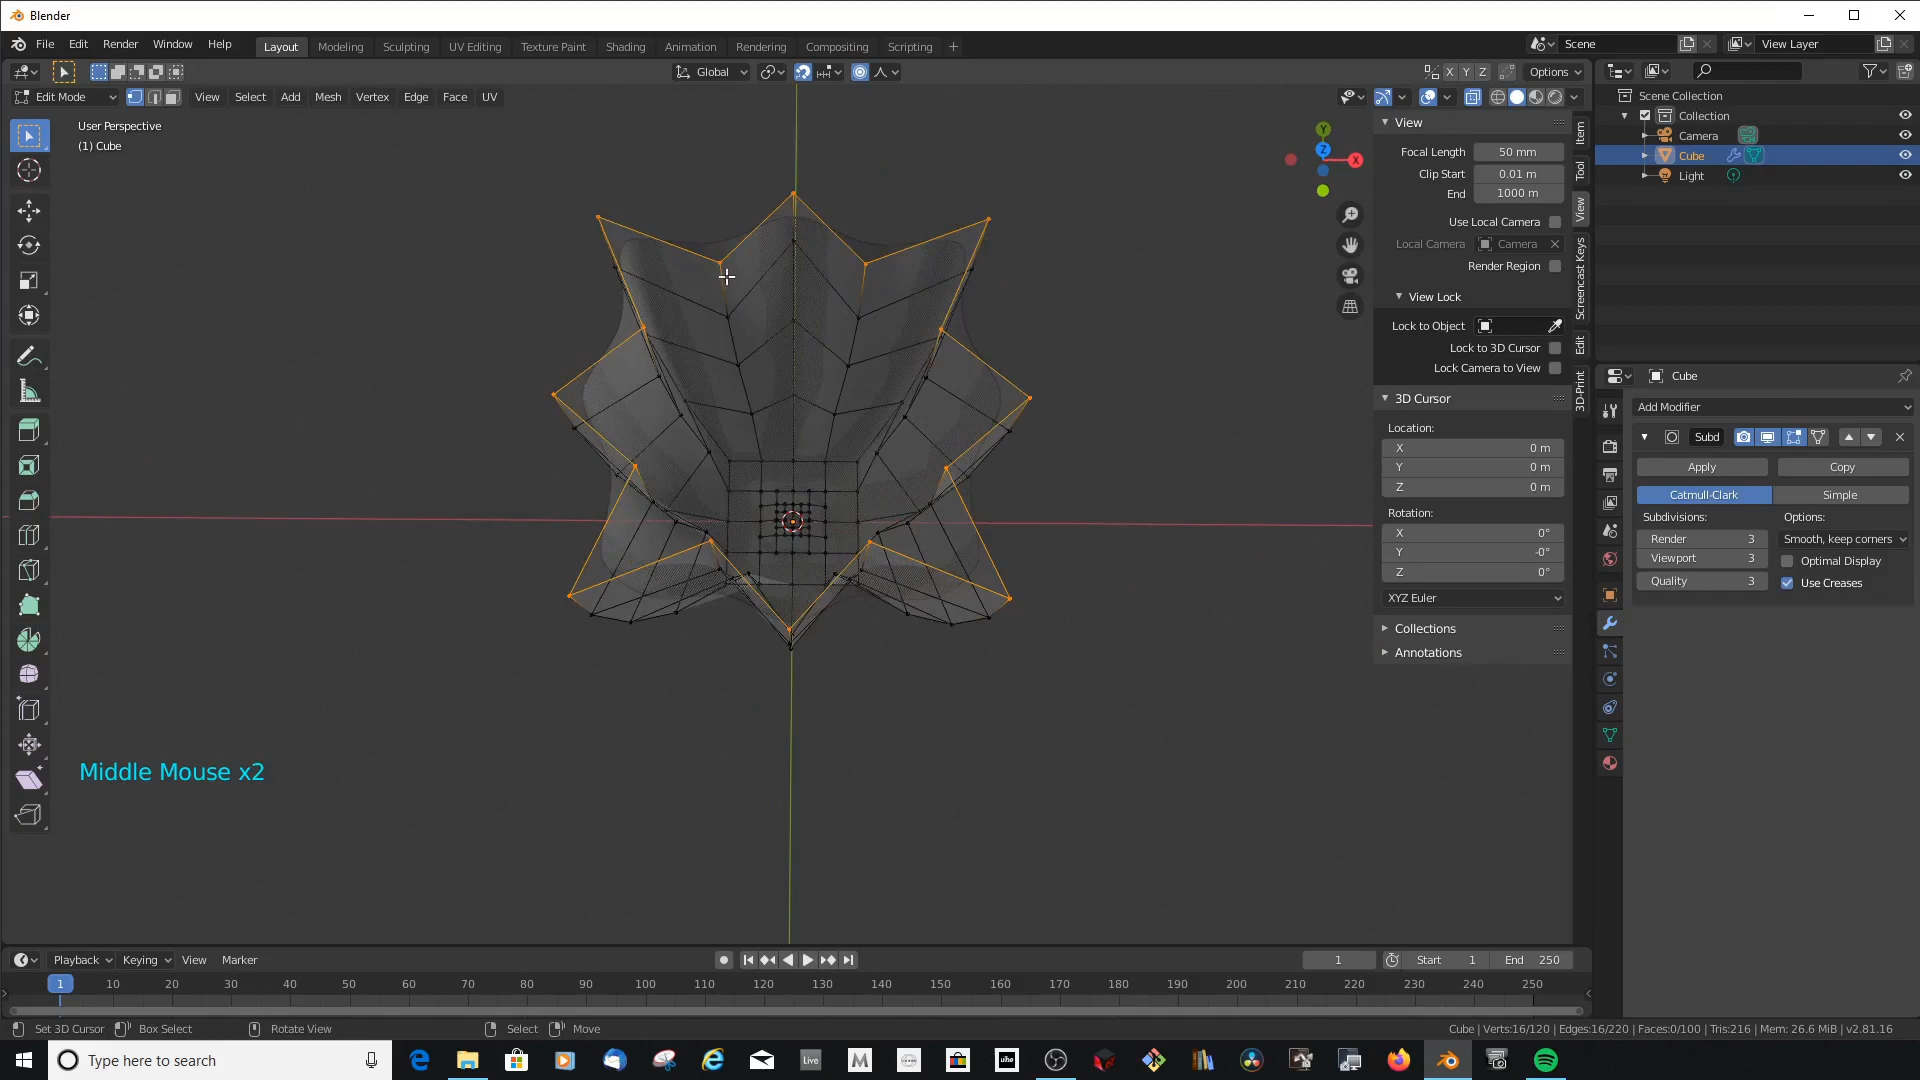 Blender
File Edit Render Window Help
Layout Modeling Sculpting UV Editing Texture Paint Shading Animation Rendering Compositing Scripting +
Scene
View Layer
Global
X Y Z
Options
Edit Mode
View Select Add Mesh Vertex Edge Face UV
User Perspective
(1) Cube
Y
Z
X
View
Focal Length 50 mm
Clip Start 0.01 m
End 1000 m
Use Local Camera
Local Camera Camera
Render Region
View Lock
Lock to Object
Lock to 3D Cursor
Lock Camera to View
3D Cursor
Location:
X 0 m
Y 0 m
Z 0 m
Rotation:
X 0°
Y -0°
Z 0°
XYZ Euler
Collections
Annotations
Item
Tool
View
Screencast Keys
Edit
3D-Print
Scene Collection
Collection
Camera
Cube
Light
Cube
Add Modifier
Subd
Apply Copy
Catmull-Clark Simple
Subdivisions: Options:
Render 3 Smooth, keep corners
Viewport 3 Optimal Display
Quality 3 Use Creases
Middle Mouse x2
Playback Keying View Marker
1 Start 1 End 250
1 10 20 30 40 50 60 70 80 90 100 110 120 130 140 150 160 170 180 190 200 210 220 230 240 250
Set 3D Cursor Box Select Rotate View Select Move
Cube | Verts:16/120 | Edges:16/220 | Faces:0/100 | Tris:216 | Mem: 26.6 MiB | v2.81.16
Type here to search
Live
uhe